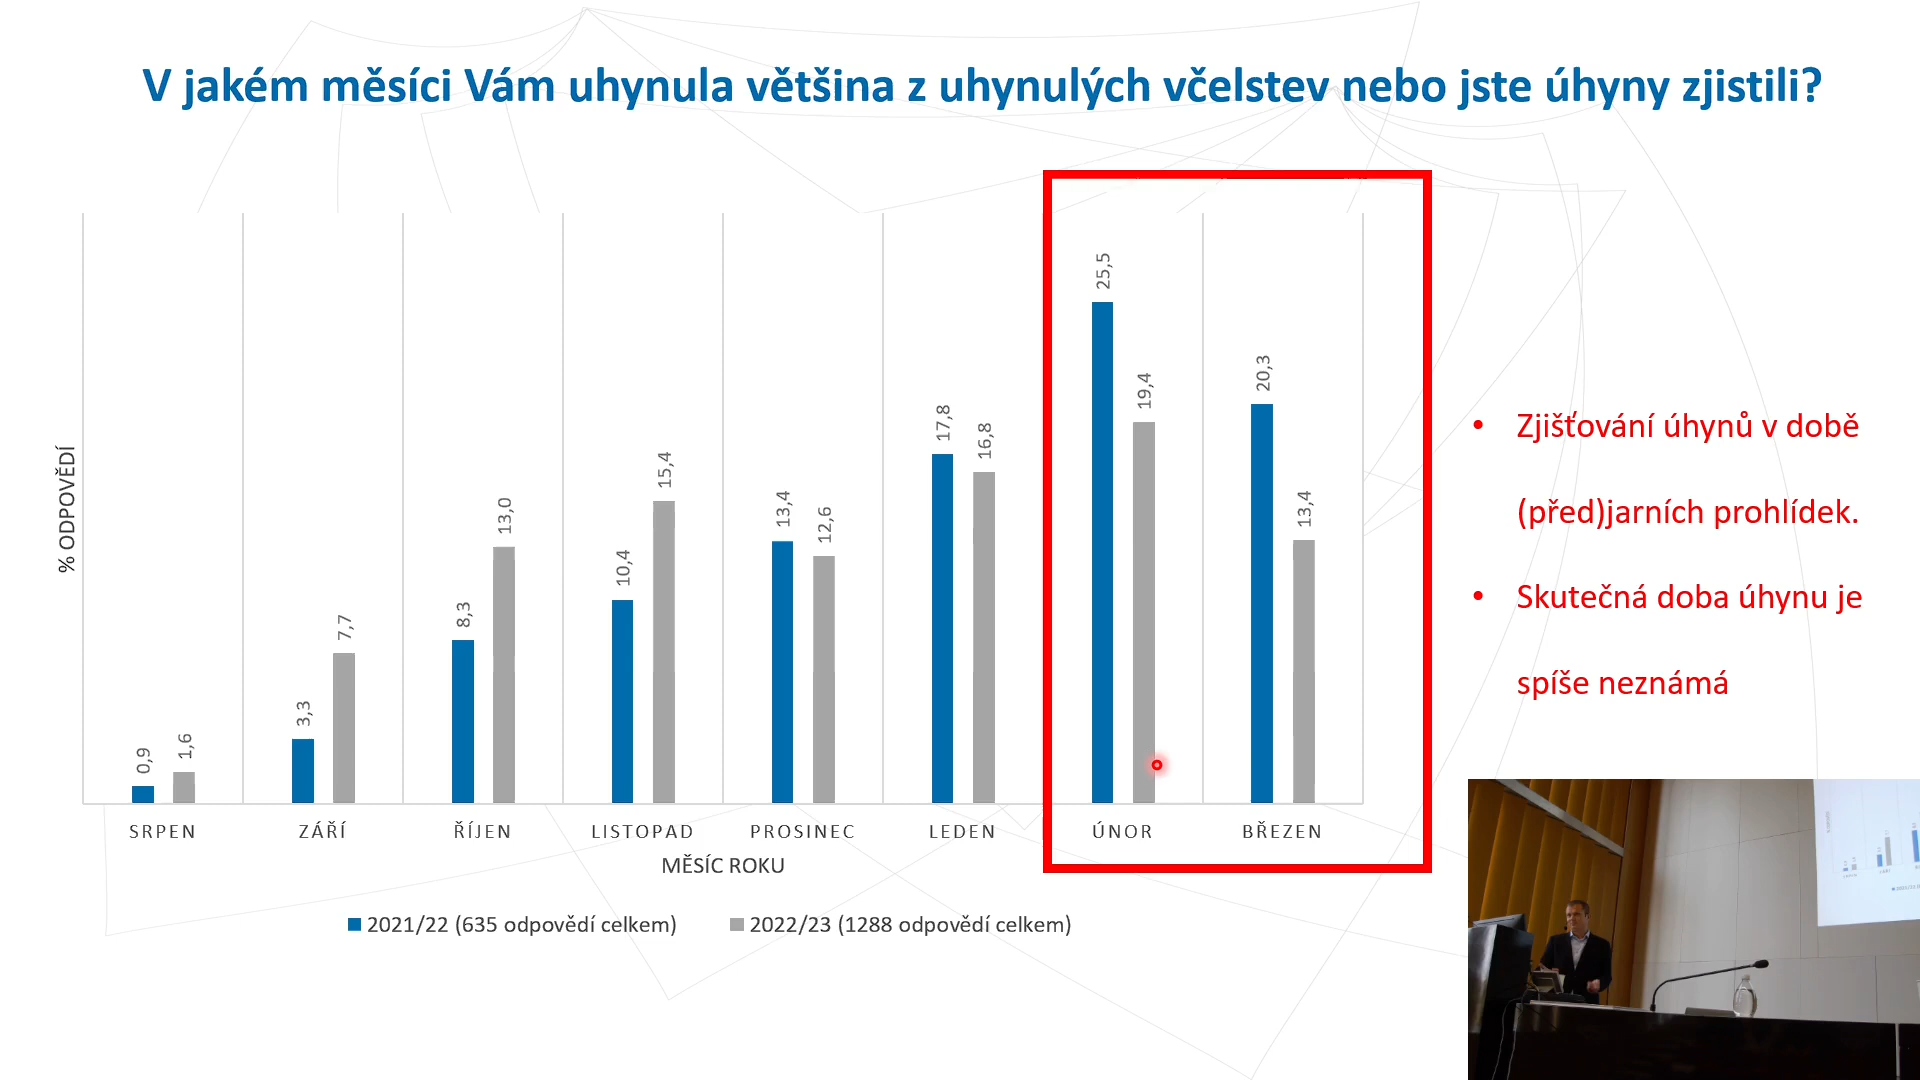 V jakém měsíci Vám uhynula většina z uhynulých včelstev nebo jste úhyny zjistili?
% ODPOVĚDÍ
0,9
1,6
3,3
7,7
8,3
13,0
10,4
15,4
13,4
12,6
17,8
16,8
25,5
19,4
20,3
13,4
SRPEN
ZÁŘÍ
ŘÍJEN
LISTOPAD
PROSINEC
LEDEN
ÚNOR
BŘEZEN
MĚSÍC ROKU
2021/22 (635 odpovědí celkem)
2022/23 (1288 odpovědí celkem)
• Zjišťování úhynů v době
(před)jarních prohlídek.
• Skutečná doba úhynu je
spíše neznámá